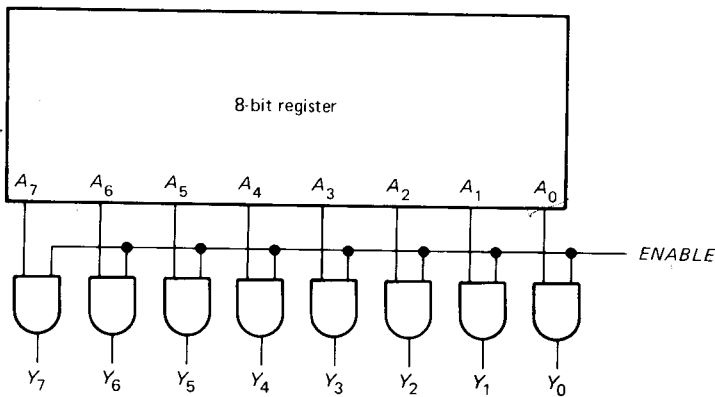 8-bit register
A7 A6 A5 A4 A3 A2 A1 A0
ENABLE
Y7 Y6 Y5 Y4 Y3 Y2 Y1 Y0